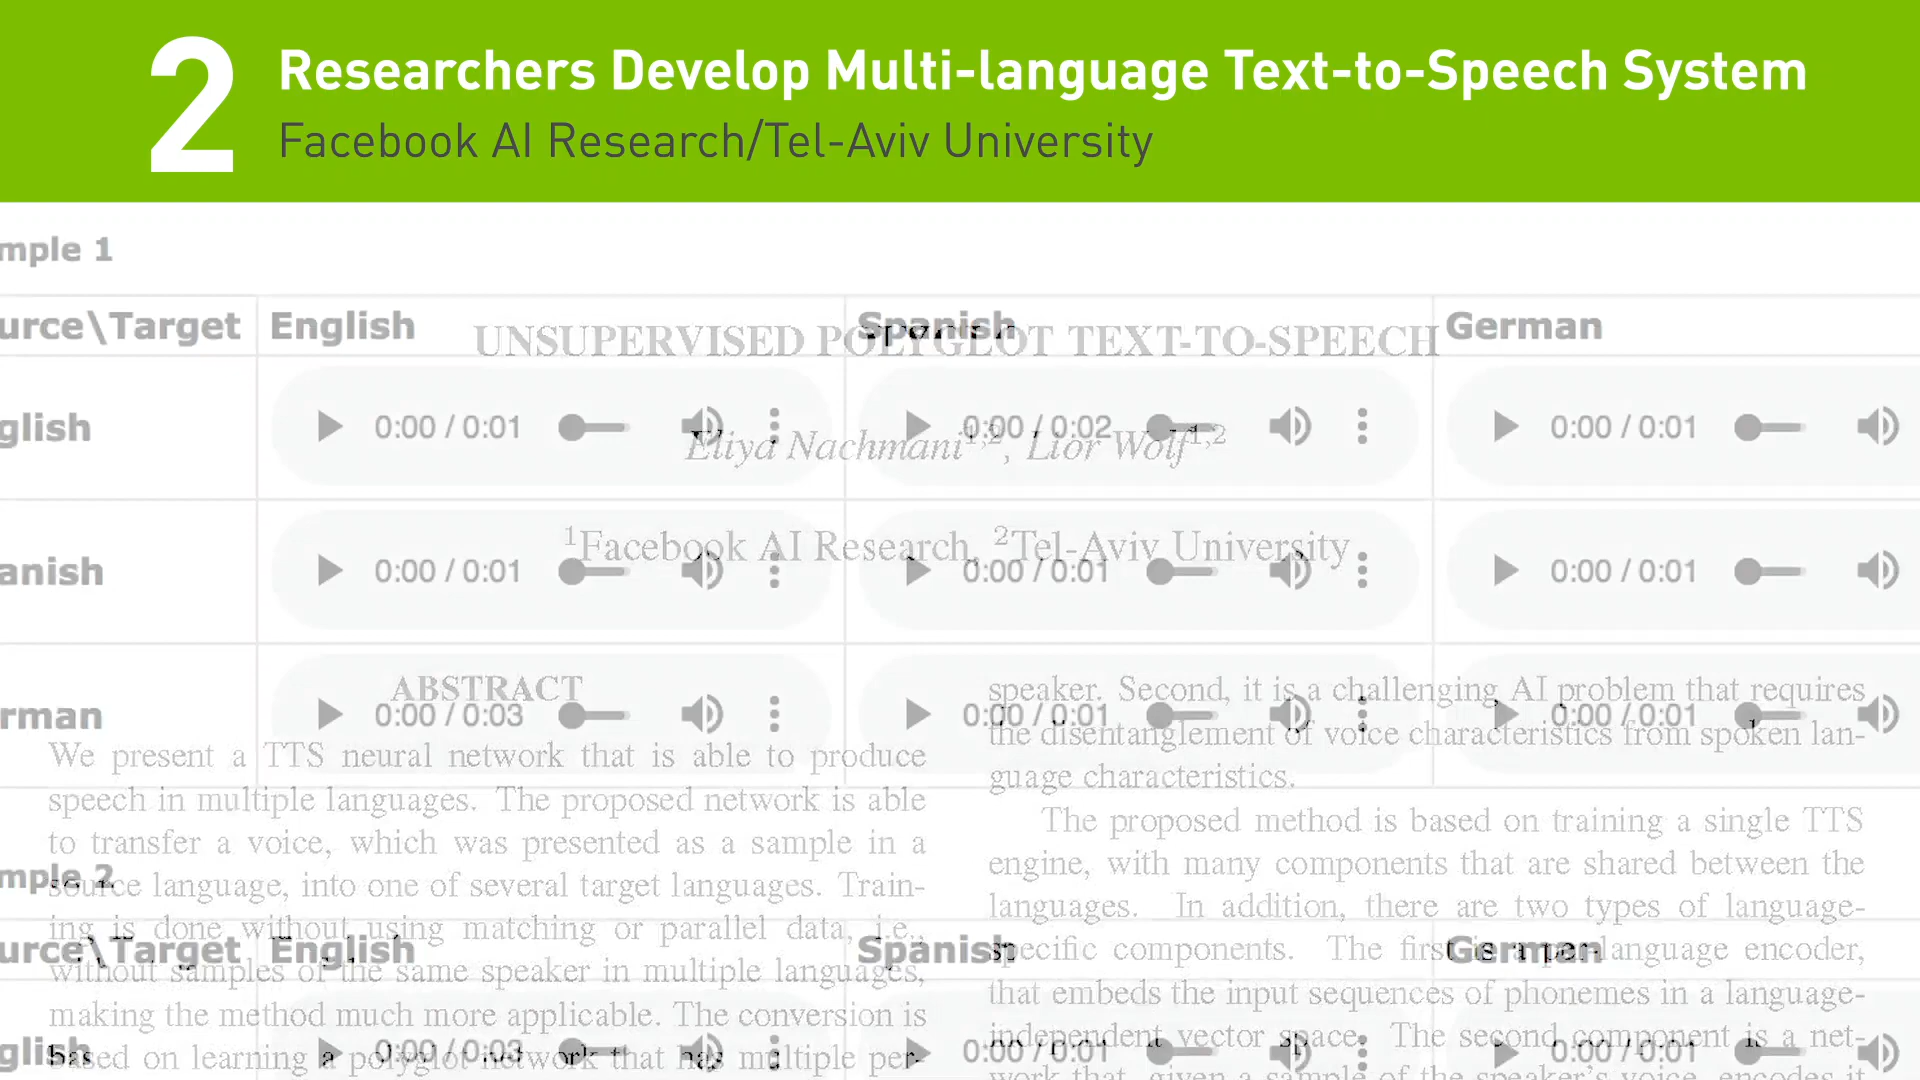 2
Researchers Develop Multi-language Text-to-Speech System
Facebook AI Research/Tel-Aviv University
mple 1
urce\Target English Spanish German
glish 0:00 / 0:01 0:00 / 0:02 0:00 / 0:01
anish 0:00 / 0:01 0:00 / 0:01 0:00 / 0:01
rman 0:00 / 0:03 0:00 / 0:01 0:00 / 0:01
mple 2
urce\Target English Spanish German
glish 0:00 / 0:03 0:00 / 0:01 0:00 / 0:01
UNSUPERVISED POLYGLOT TEXT-TO-SPEECH
Eliya Nachmani1,2, Lior Wolf1,2
1Facebook AI Research, 2Tel-Aviv University
ABSTRACT
We present a TTS neural network that is able to produce
speech in multiple languages. The proposed network is able
to transfer a voice, which was presented as a sample in a
source language, into one of several target languages. Train-
ing is done without using matching or parallel data, i.e.,
without samples of the same speaker in multiple languages,
making the method much more applicable. The conversion is
based on learning a polyglot network that has multiple per-
speaker. Second, it is a challenging AI problem that requires
the disentanglement of voice characteristics from spoken lan-
guage characteristics.
The proposed method is based on training a single TTS
engine, with many components that are shared between the
languages. In addition, there are two types of language-
specific components. The first is a per-language encoder,
that embeds the input sequences of phonemes in a language-
independent vector space. The second component is a net-
work that, given a sample of the speaker's voice, encodes it